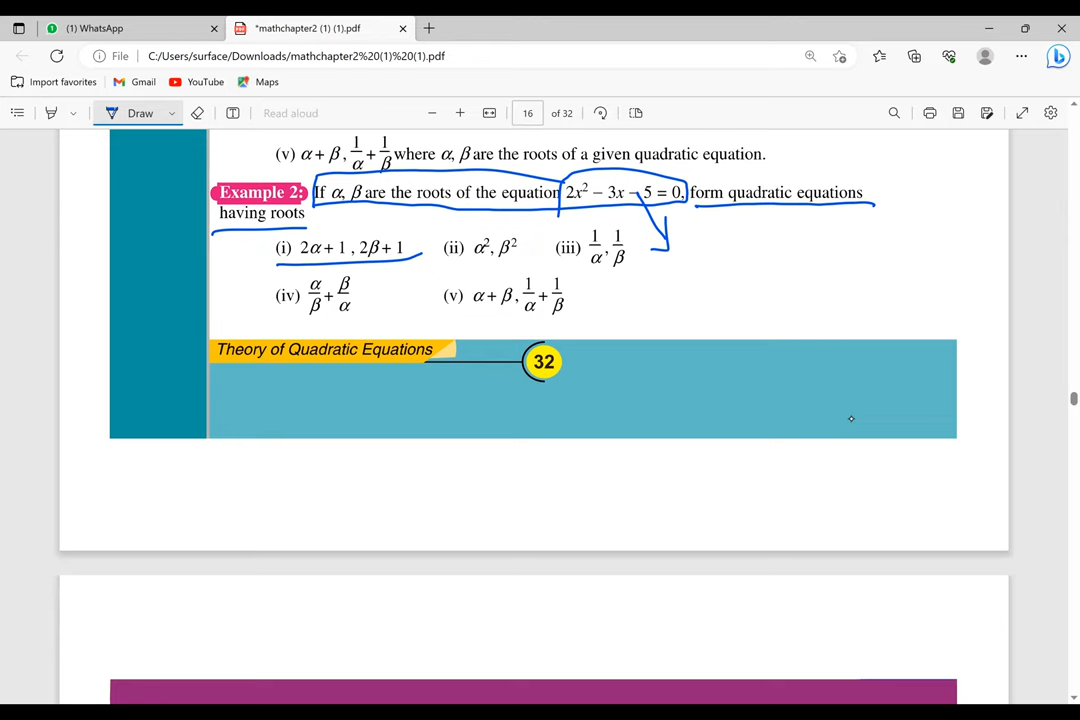 (1) WhatsApp
*mathchapter2 (1) (1).pdf
File
C:/Users/surface/Downloads/mathchapter2%20(1)%20(1).pdf
Import favorites
Gmail
YouTube
Maps
Draw
Read aloud
16 of 32
(v) α + β, 1/α + 1/β where α, β are the roots of a given quadratic equation.
Example 2: If α, β are the roots of the equation 2x² − 3x − 5 = 0, form quadratic equations
having roots
(i) 2α + 1 , 2β + 1 (ii) α², β² (iii) 1/α, 1/β
(iv) α/β + β/α (v) α + β, 1/α + 1/β
Theory of Quadratic Equations
32